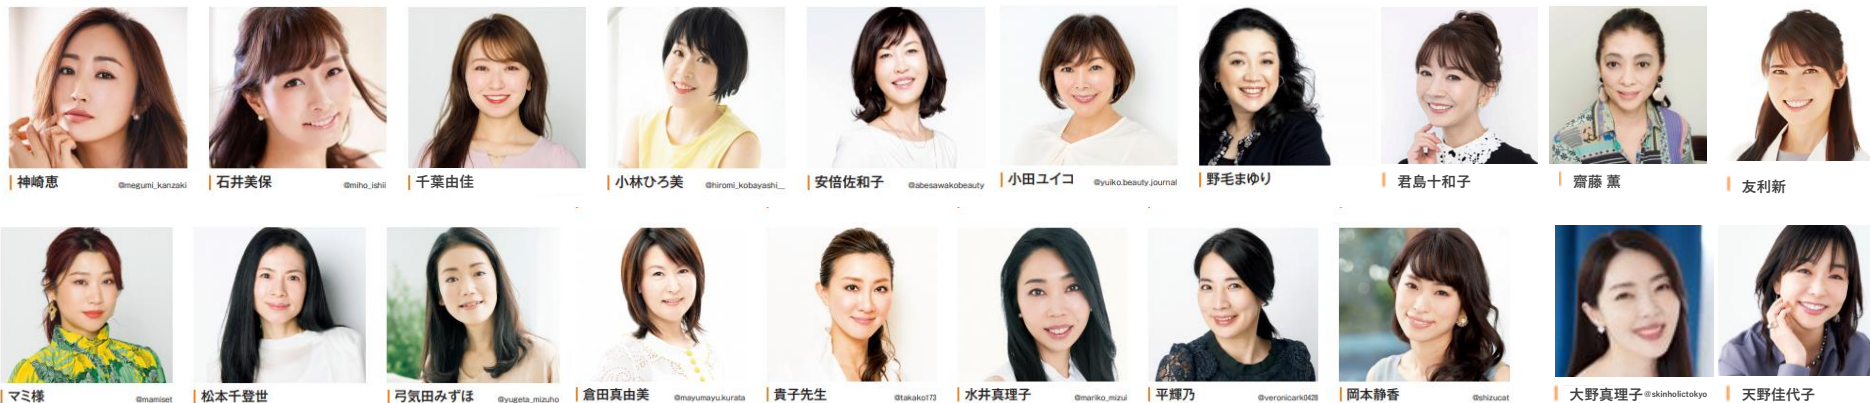 神崎恵 @megumi_kanzaki
石井美保 @miho_ishii
千葉由佳
小林ひろ美 @hiromi_kobayashi__
安倍佐和子 @abesawakobeauty
小田ユイコ @yuiko.beauty.journal
野毛まゆり
君島十和子
齋藤 薫
友利新
マミ様 @mamiset
松本千登世
弓気田みずほ @yugeta_mizuho
倉田真由美 @mayumayu.kurata
貴子先生 @takako173
水井真理子 @mariko_mizui
平輝乃 @veronicark0428
岡本静香 @shizucat
大野真理子 @skinholictokyo
天野佳代子